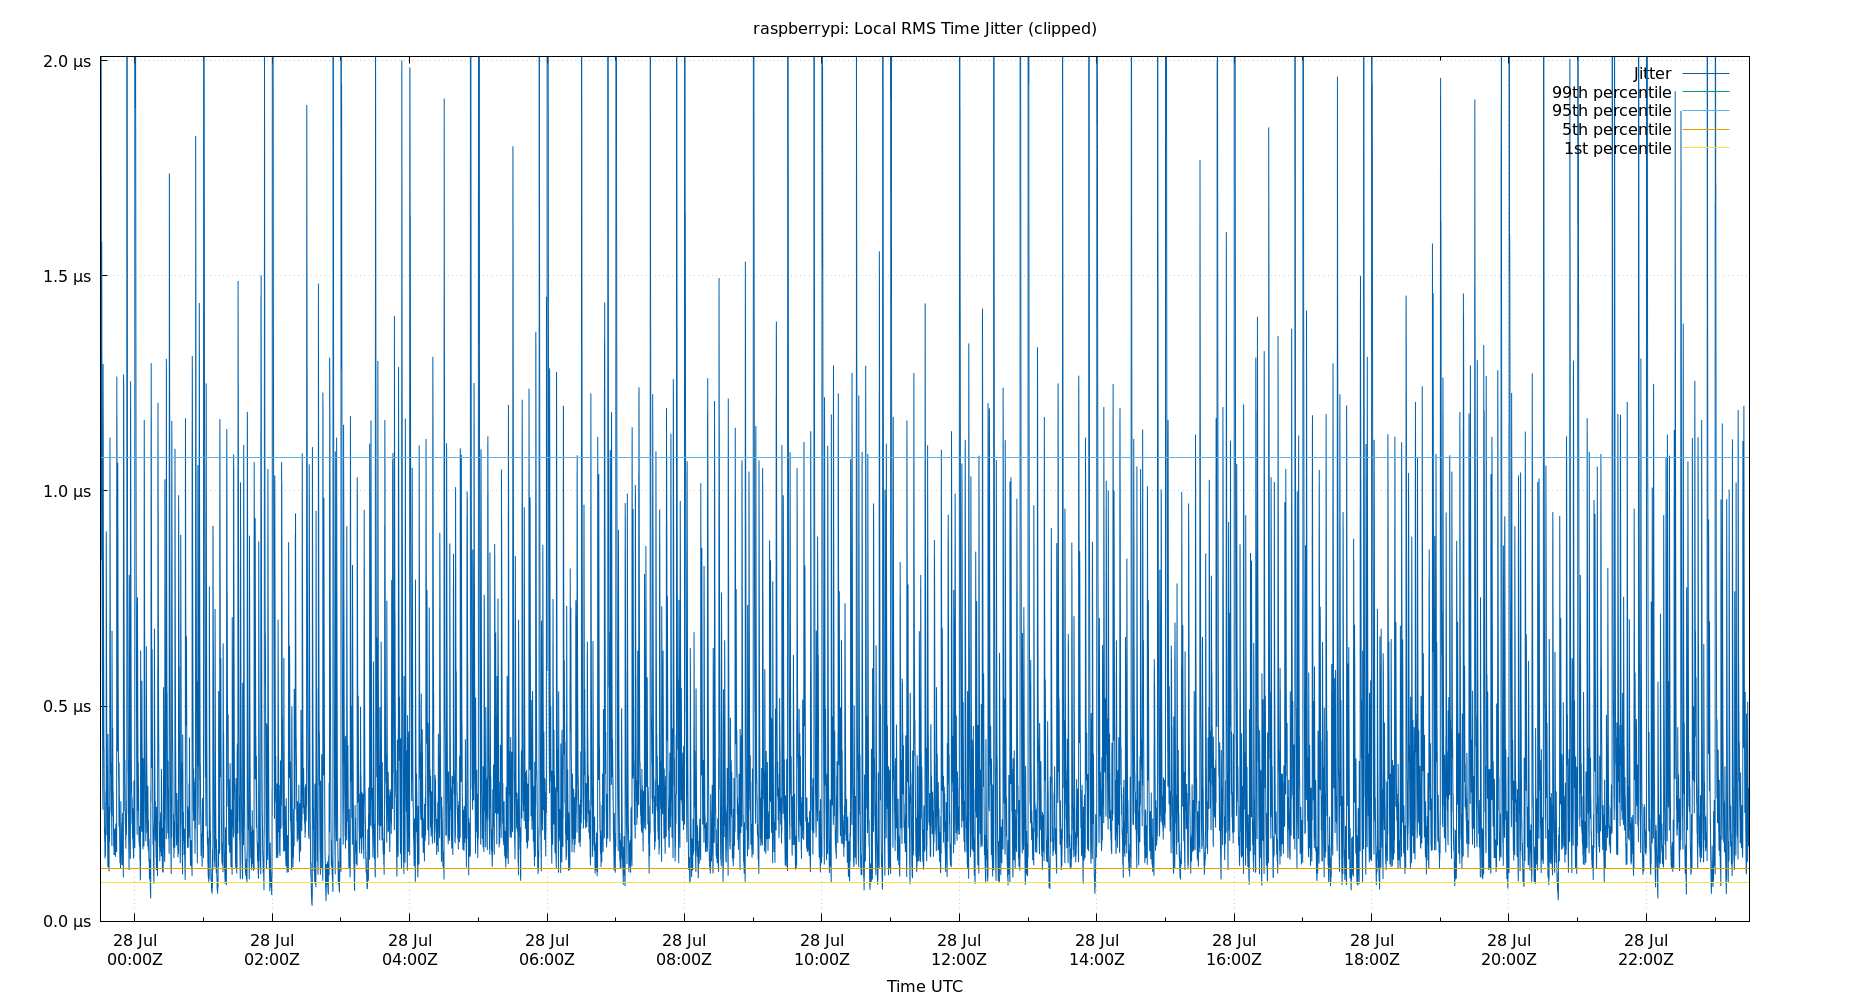 raspberrypi: Local RMS Time Jitter (clipped)
2.0 μs
1.5 μs
1.0 μs
0.5 μs
0.0 μs
Jitter
99th percentile
95th percentile
5th percentile
1st percentile
28 Jul 28 Jul 28 Jul 28 Jul 28 Jul 28 Jul 28 Jul 28 Jul 28 Jul 28 Jul 28 Jul 28 Jul
00:00Z 02:00Z 04:00Z 06:00Z 08:00Z 10:00Z 12:00Z 14:00Z 16:00Z 18:00Z 20:00Z 22:00Z
Time UTC